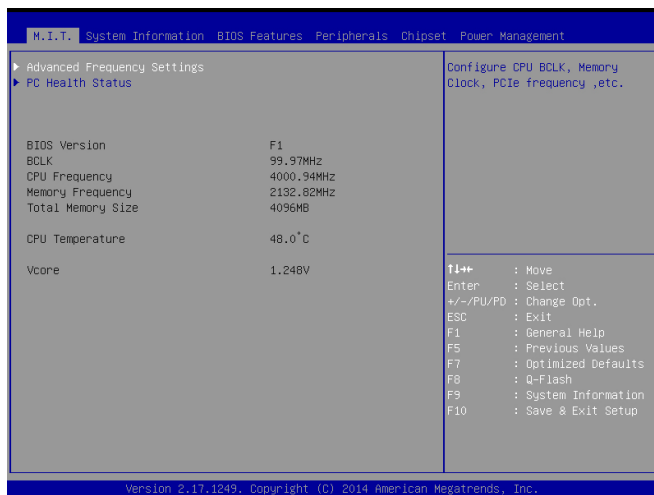 M.I.T. System Information BIOS Features Peripherals Chipset Power Management
Advanced Frequency Settings
PC Health Status
BIOS Version F1
BCLK 99.97MHz
CPU Frequency 4000.94MHz
Memory Frequency 2132.82MHz
Total Memory Size 4096MB
CPU Temperature 48.0°C
Vcore 1.248V
Configure CPU BCLK, Memory
Clock, PCIe frequency ,etc.
↑↓→← : Move
Enter : Select
+/-/PU/PD : Change Opt.
ESC : Exit
F1 : General Help
F5 : Previous Values
F7 : Optimized Defaults
F8 : Q-Flash
F9 : System Information
F10 : Save & Exit Setup
Version 2.17.1249. Copyright (C) 2014 American Megatrends, Inc.